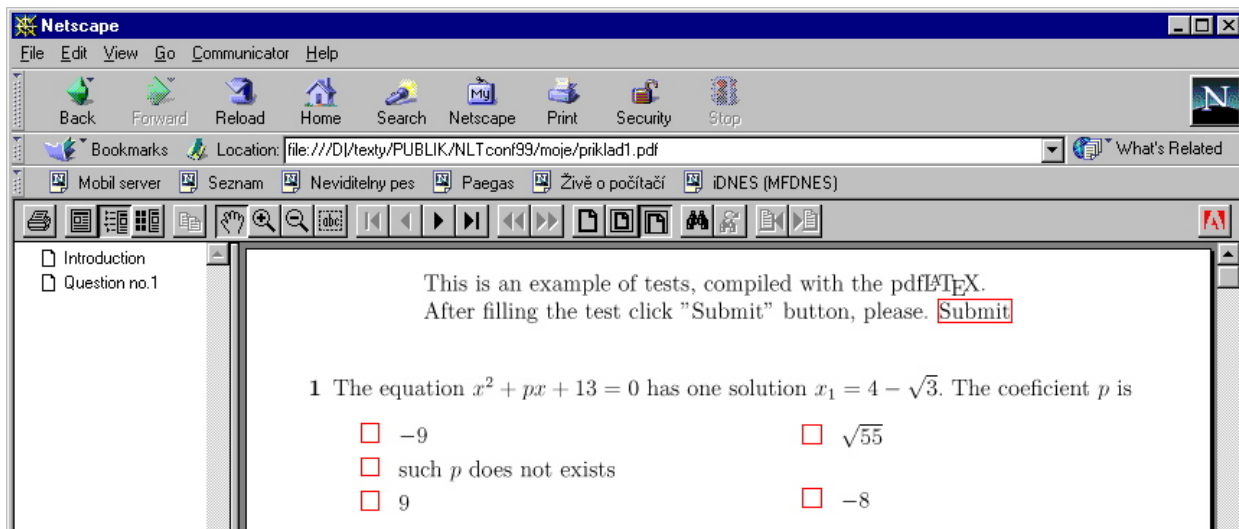 Netscape
File Edit View Go Communicator Help
My N
Back Forward Reload Home Search Netscape Print Security Stop
Bookmarks Location: file:///D|/texty/PUBLIK/NLTconf99/moje/priklad1.pdf What's Related
Mobil server Seznam Neviditelny pes Paegas Živě o počítačí iDNES (MFDNES)
abc
Introduction
Question no.1
This is an example of tests, compiled with the pdfLATEX.
After filling the test click ”Submit” button, please. Submit
1 The equation x² + px + 13 = 0 has one solution x₁ = 4 − √3. The coeficient p is
−9 √55
such p does not exists
9 −8